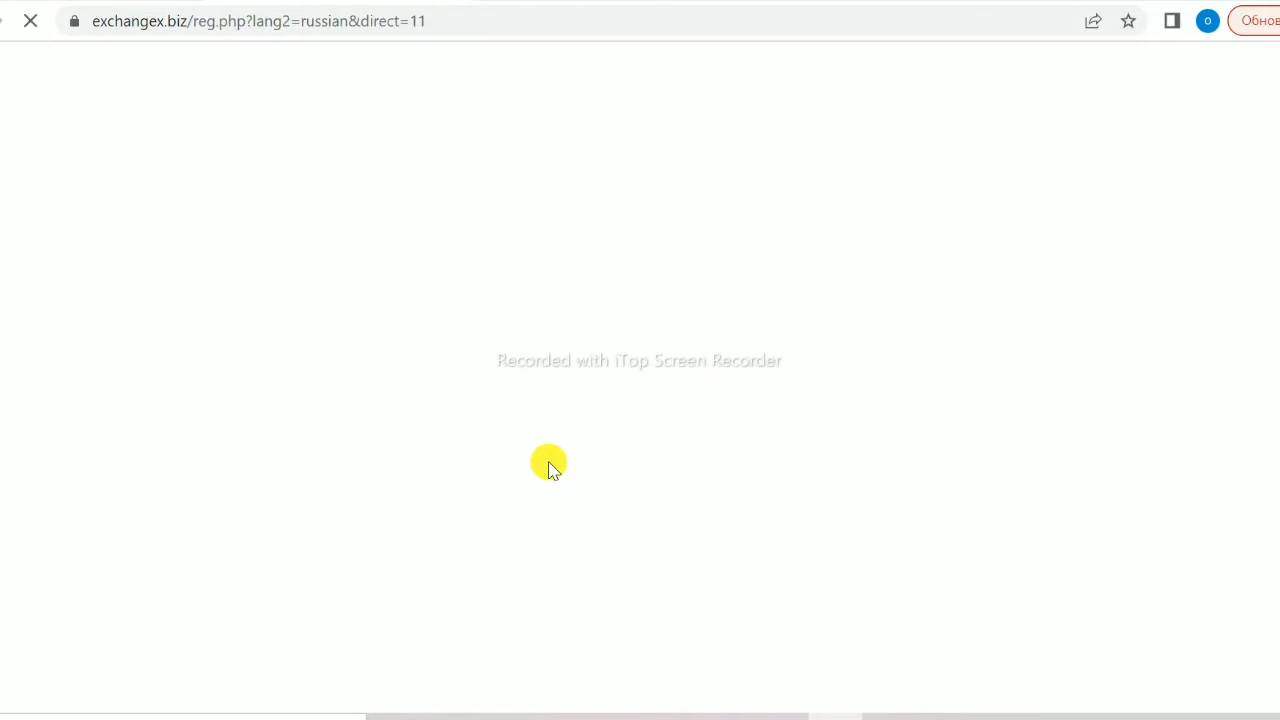 exchangex.biz/reg.php?lang2=russian&direct=11
o
Обнов
Recorded with iTop Screen Recorder